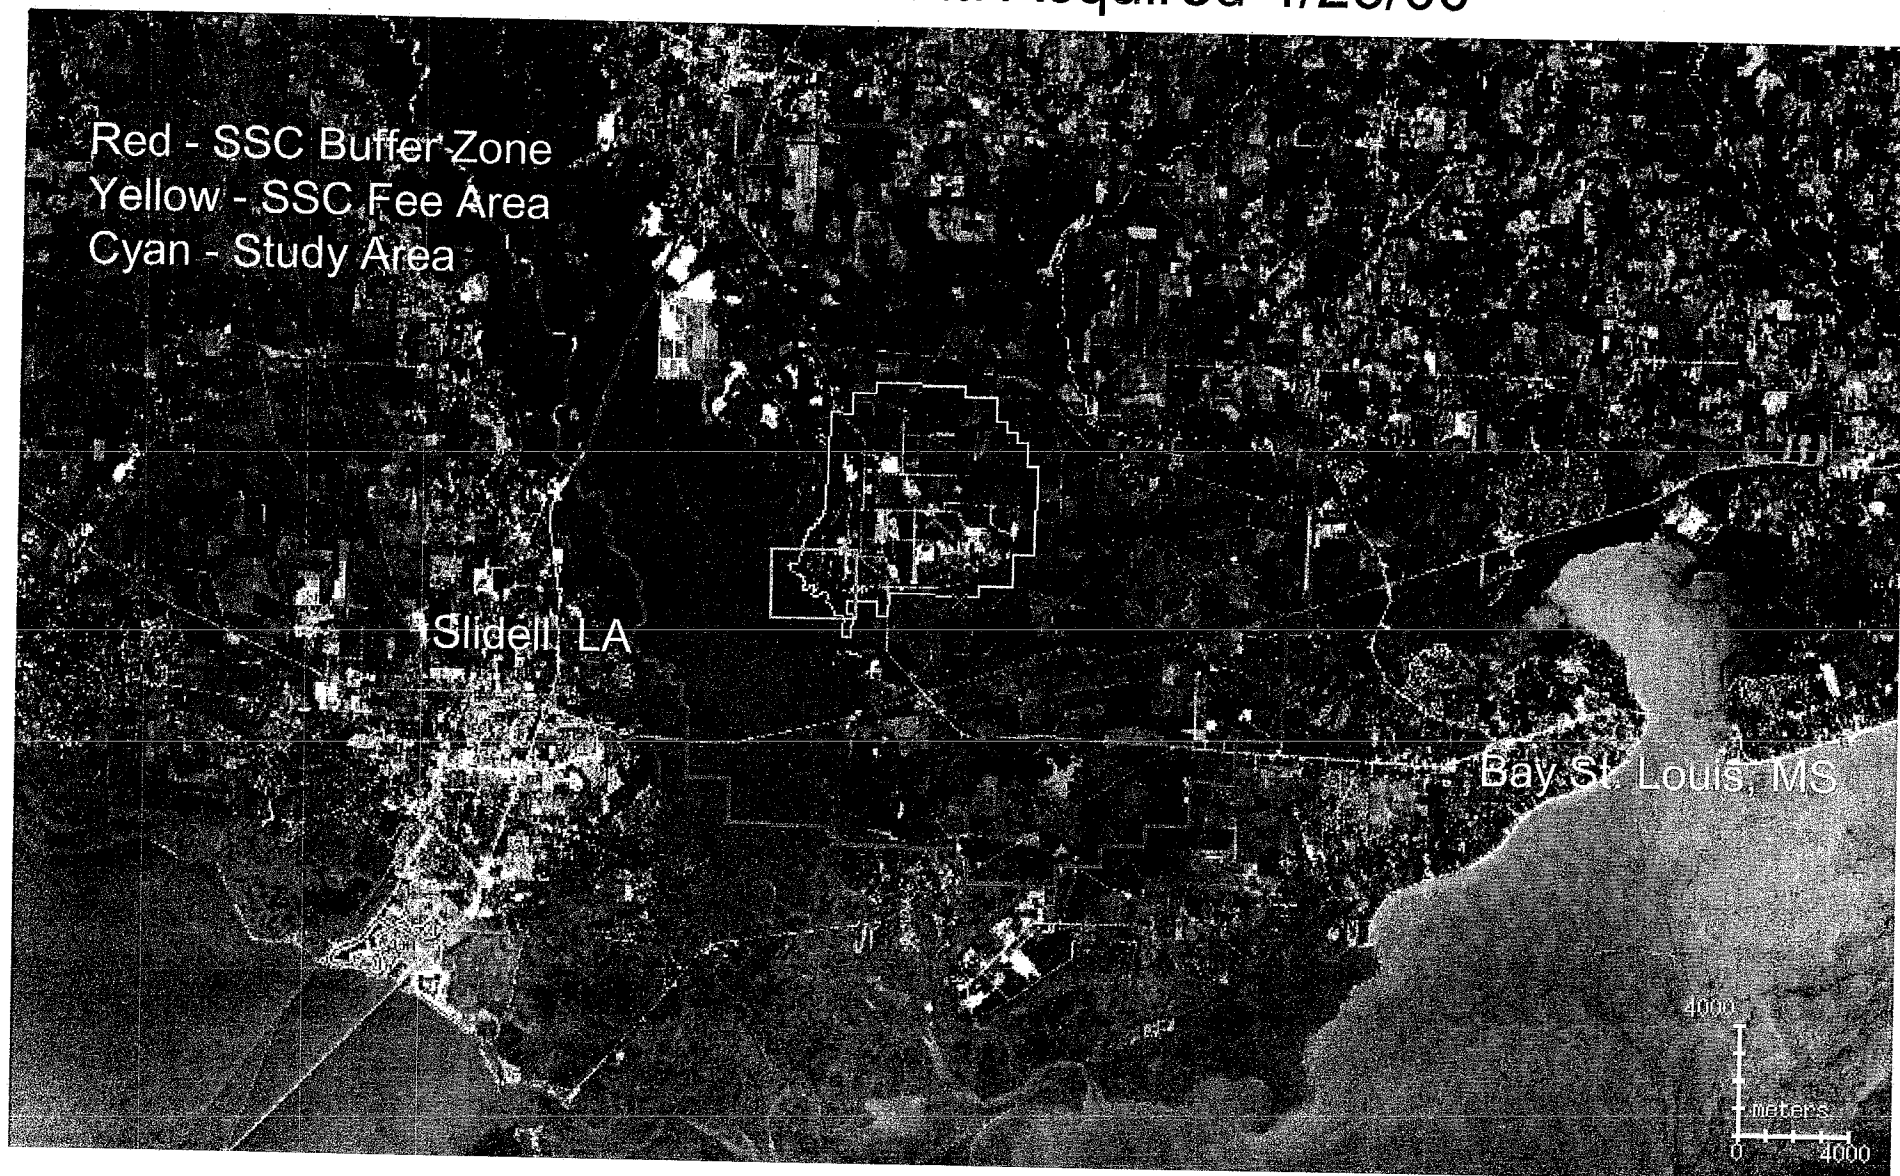 Acquired
Red - SSC Buffer Zone
Yellow - SSC Fee Area
Cyan - Study Area
Slidell, LA
Bay St. Louis, MS
4000
meters
0 4000